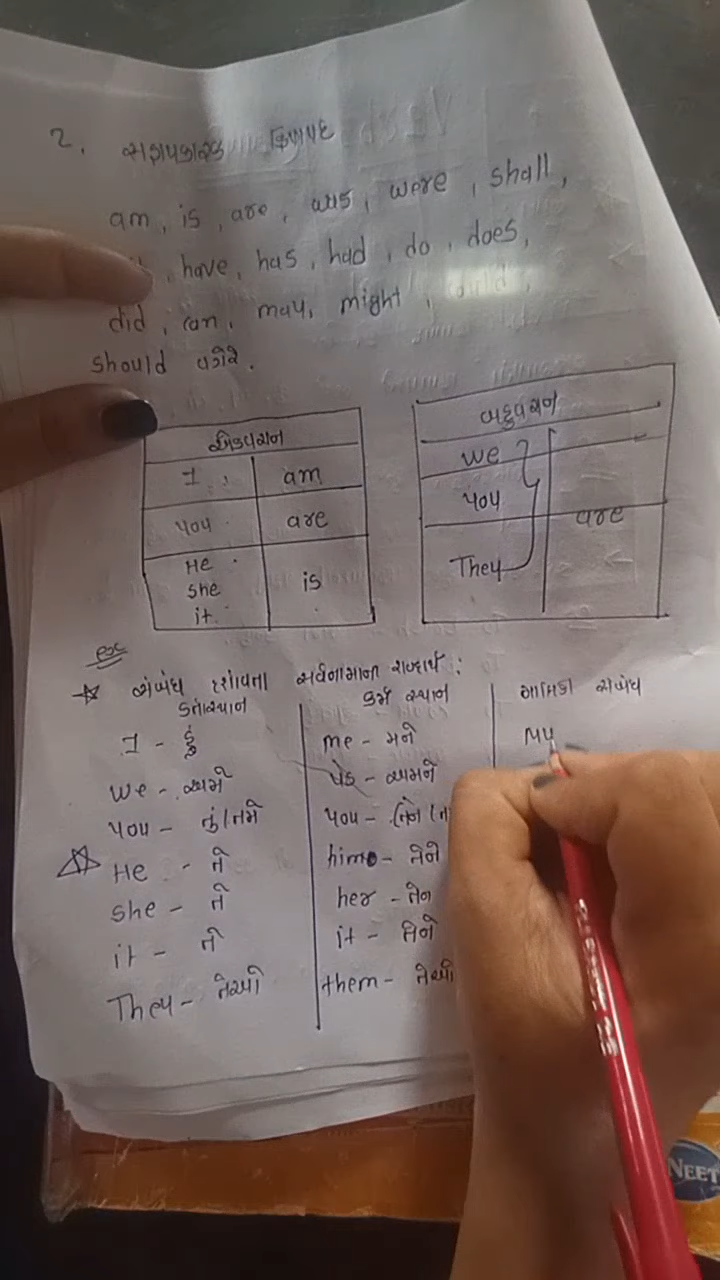 2. સહાયકારક ક્રિયાપદ
am, is, are, was, were, shall,
have, has, had, do, does,
did, can, may, might,
should વગેરે.
એકવચન
I am
you are
He
she is
it
બહુવચન
we
you are
They
☆ સંબંધ દર્શાવતા સર્વનામાના શબ્દાર્થ :
કર્તાસ્થાન
I - હું
we - અમે
you - તું/તમે
He - તે
she - તે
it - તે
They - તેઓ
કર્મ સ્થાન
me - મને
- અમને
you -
him - તેને
her - તેન
it - તેને
them - તેઓ
માલિકી સંબંધ
My
NEET